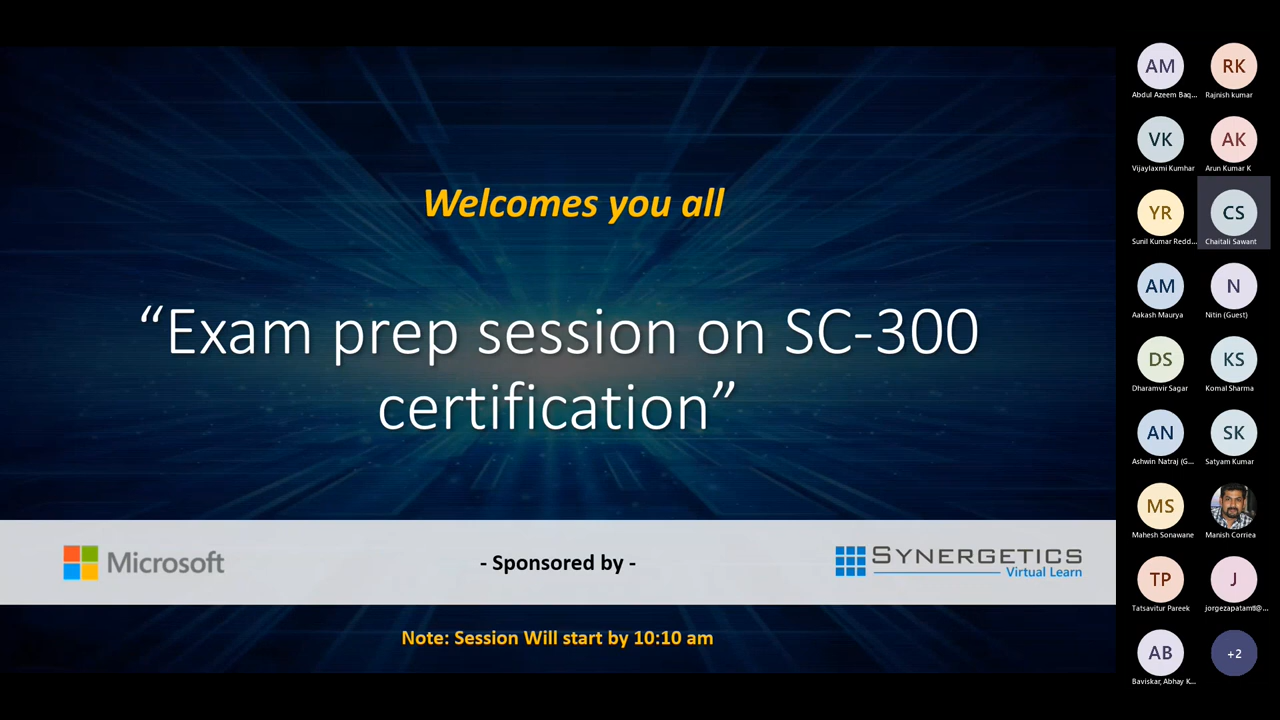 Welcomes you all
“Exam prep session on SC-300
certification”
Microsoft
- Sponsored by -
SYNERGETICS
Virtual Learn
Note: Session Will start by 10:10 am
AM
RK
Abdul Azeem Baq...
Rajnish kumar
VK
AK
Vijaylaxmi Kumhar
Arun Kumar K
YR
CS
Sunil Kumar Redd...
Chaitali Sawant
AM
N
Aakash Maurya
Nitin (Guest)
DS
KS
Dharamvir Sagar
Komal Sharma
AN
SK
Ashwin Natraj (G...
Satyam Kumar
MS
Mahesh Sonawane
Manish Corriea
TP
J
Tatsavitur Pareek
jorgezapatamtl@...
AB
+2
Baviskar, Abhay K...